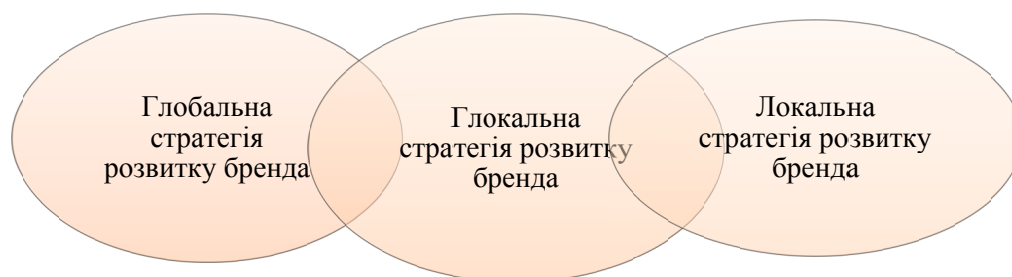 Глобальна
стратегія
розвитку бренда
Глокальна
стратегія розвитку
бренда
Локальна
стратегія розвитку
бренда